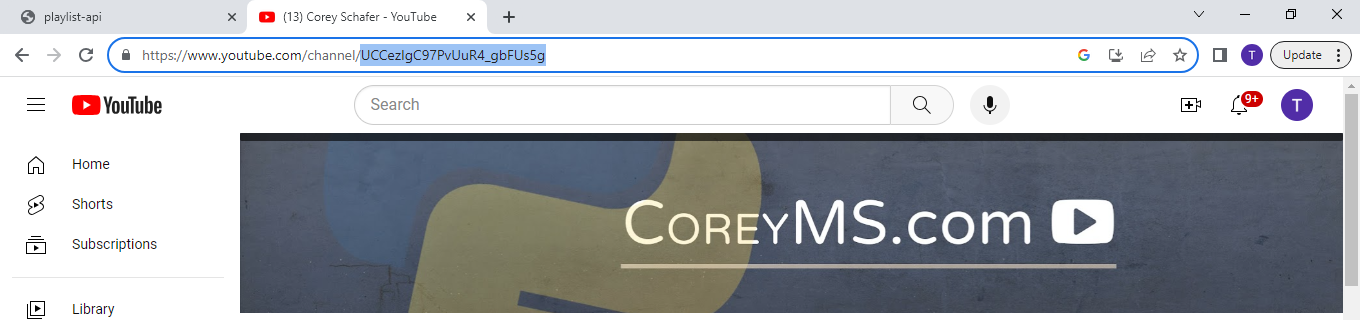 playlist-api
(13) Corey Schafer - YouTube
https://www.youtube.com/channel/UCCezIgC97PvUuR4_gbFUs5g
T
Update
YouTube
Search
9+
T
Home
Shorts
Subscriptions
Library
COREYMS.com